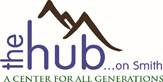 the hub...on Smith
A CENTER FOR ALL GENERATIONS